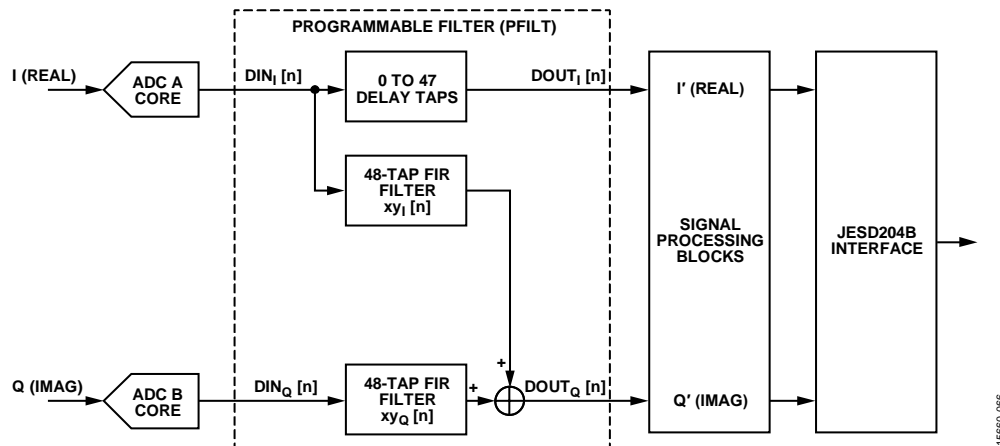 PROGRAMMABLE FILTER (PFILT)
I (REAL)
ADC A
CORE
DINI [n]
0 TO 47
DELAY TAPS
DOUTI [n]
I′ (REAL)
48-TAP FIR
FILTER
xyI [n]
SIGNAL
PROCESSING
BLOCKS
JESD204B
INTERFACE
+
Q (IMAG)
ADC B
CORE
DINQ [n]
48-TAP FIR
FILTER
xyQ [n]
+
DOUTQ [n]
Q′ (IMAG)